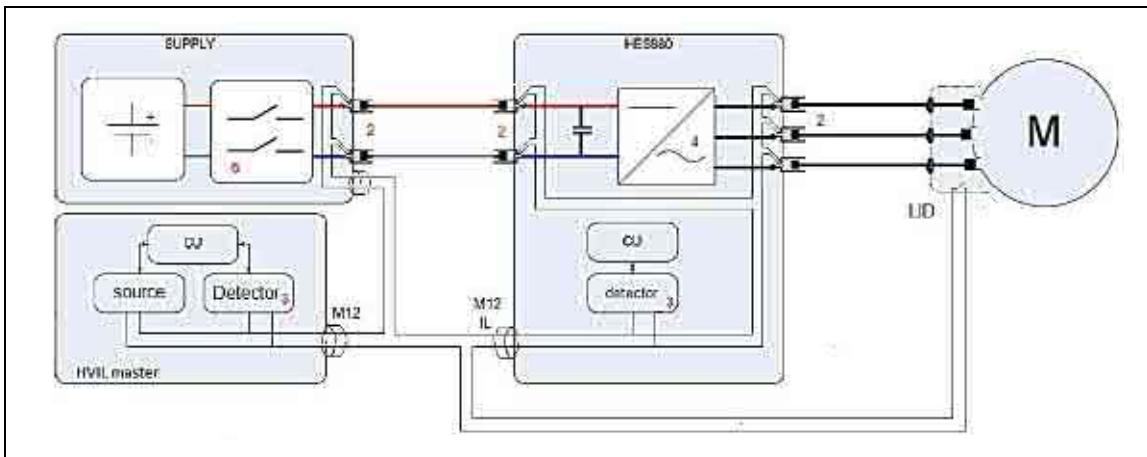 SUPPLY
HES880
+
2
2
2
4
6
M
LID
CU
CU
source
Detector 3
detector 3
M12
M12
IL
HVIL master